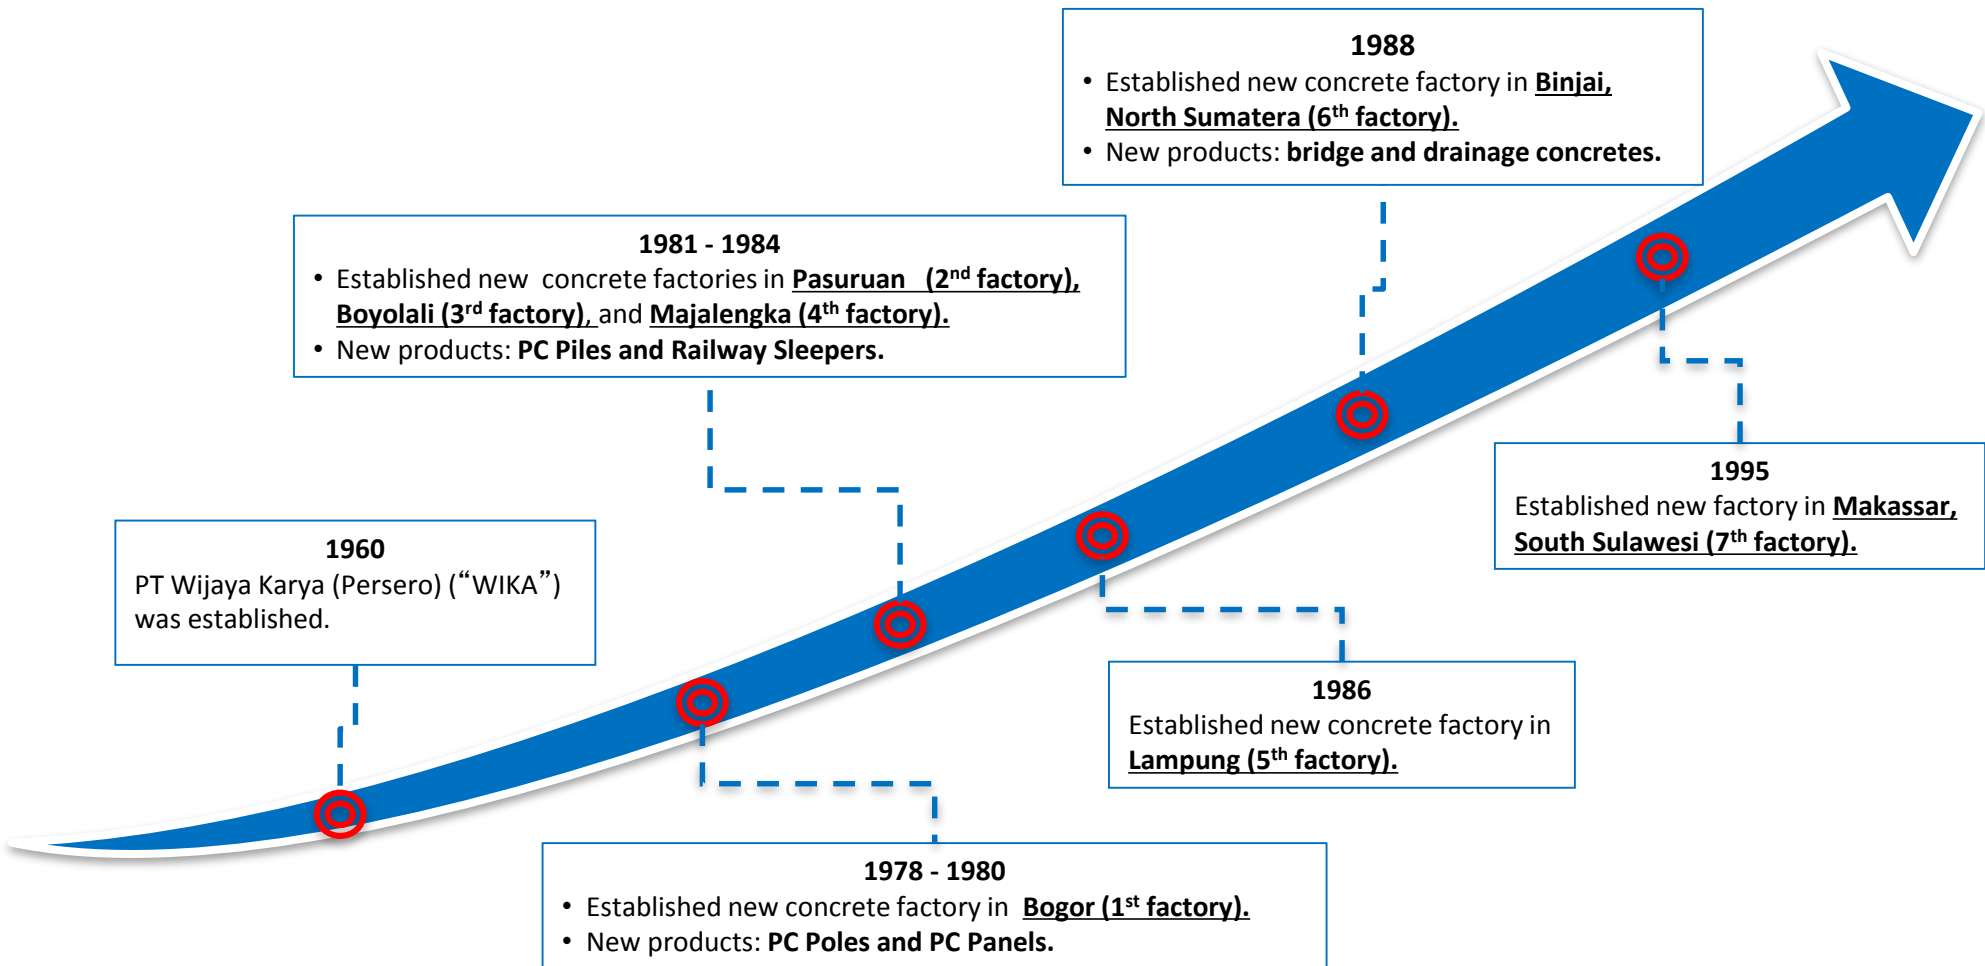 1988
• Established new concrete factory in Binjai,
North Sumatera (6th factory).
• New products: bridge and drainage concretes.
1981 - 1984
• Established new concrete factories in Pasuruan (2nd factory),
Boyolali (3rd factory), and Majalengka (4th factory).
• New products: PC Piles and Railway Sleepers.
1995
Established new factory in Makassar,
South Sulawesi (7th factory).
1960
PT Wijaya Karya (Persero) (“WIKA”)
was established.
1986
Established new concrete factory in
Lampung (5th factory).
1978 - 1980
• Established new concrete factory in Bogor (1st factory).
• New products: PC Poles and PC Panels.